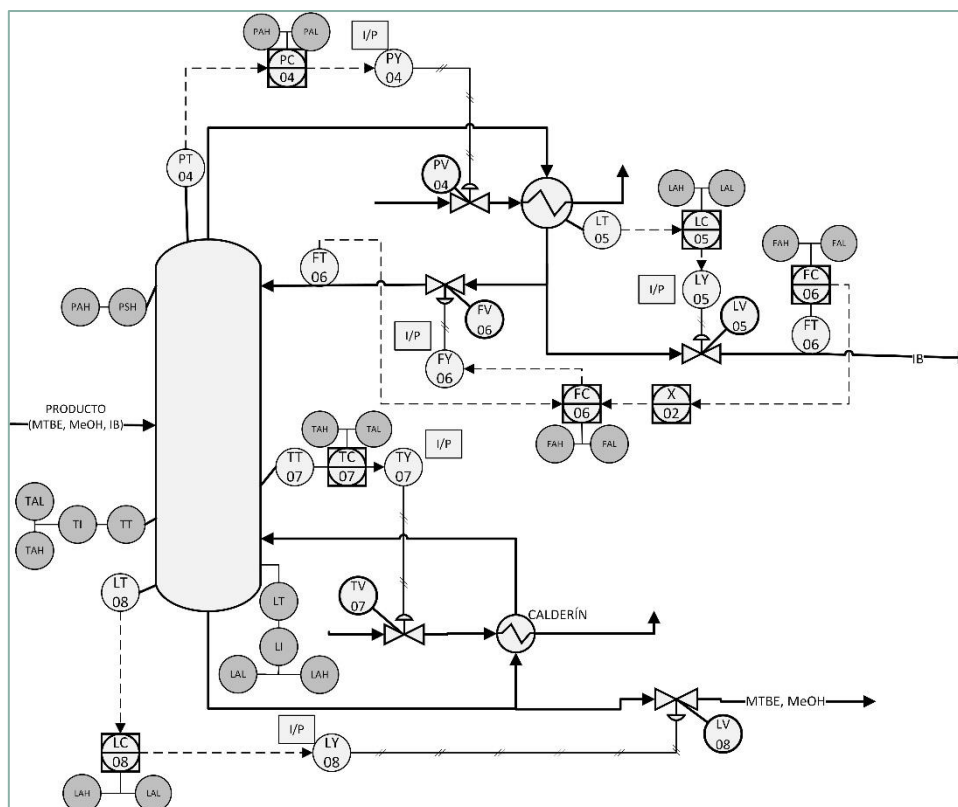 PAH
PAL
I/P
PC
04
PY
04
PT
04
PV
04
LAH
LAL
LT
05
LC
05
FAH
FAL
FT
06
I/P
LY
05
FC
06
PAH
PSH
FV
06
LV
05
I/P
FT
06
FY
06
IB
PRODUCTO
(MTBE, MeOH, IB)
FC
06
X
02
TAH
TAL
I/P
FAH
FAL
TT
07
TC
07
TY
07
TAL
TI
TT
TAH
LT
08
LT
TV
07
CALDERÍN
LI
LAL
LAH
MTBE, MeOH
I/P
LC
08
LY
08
LV
08
LAH
LAL